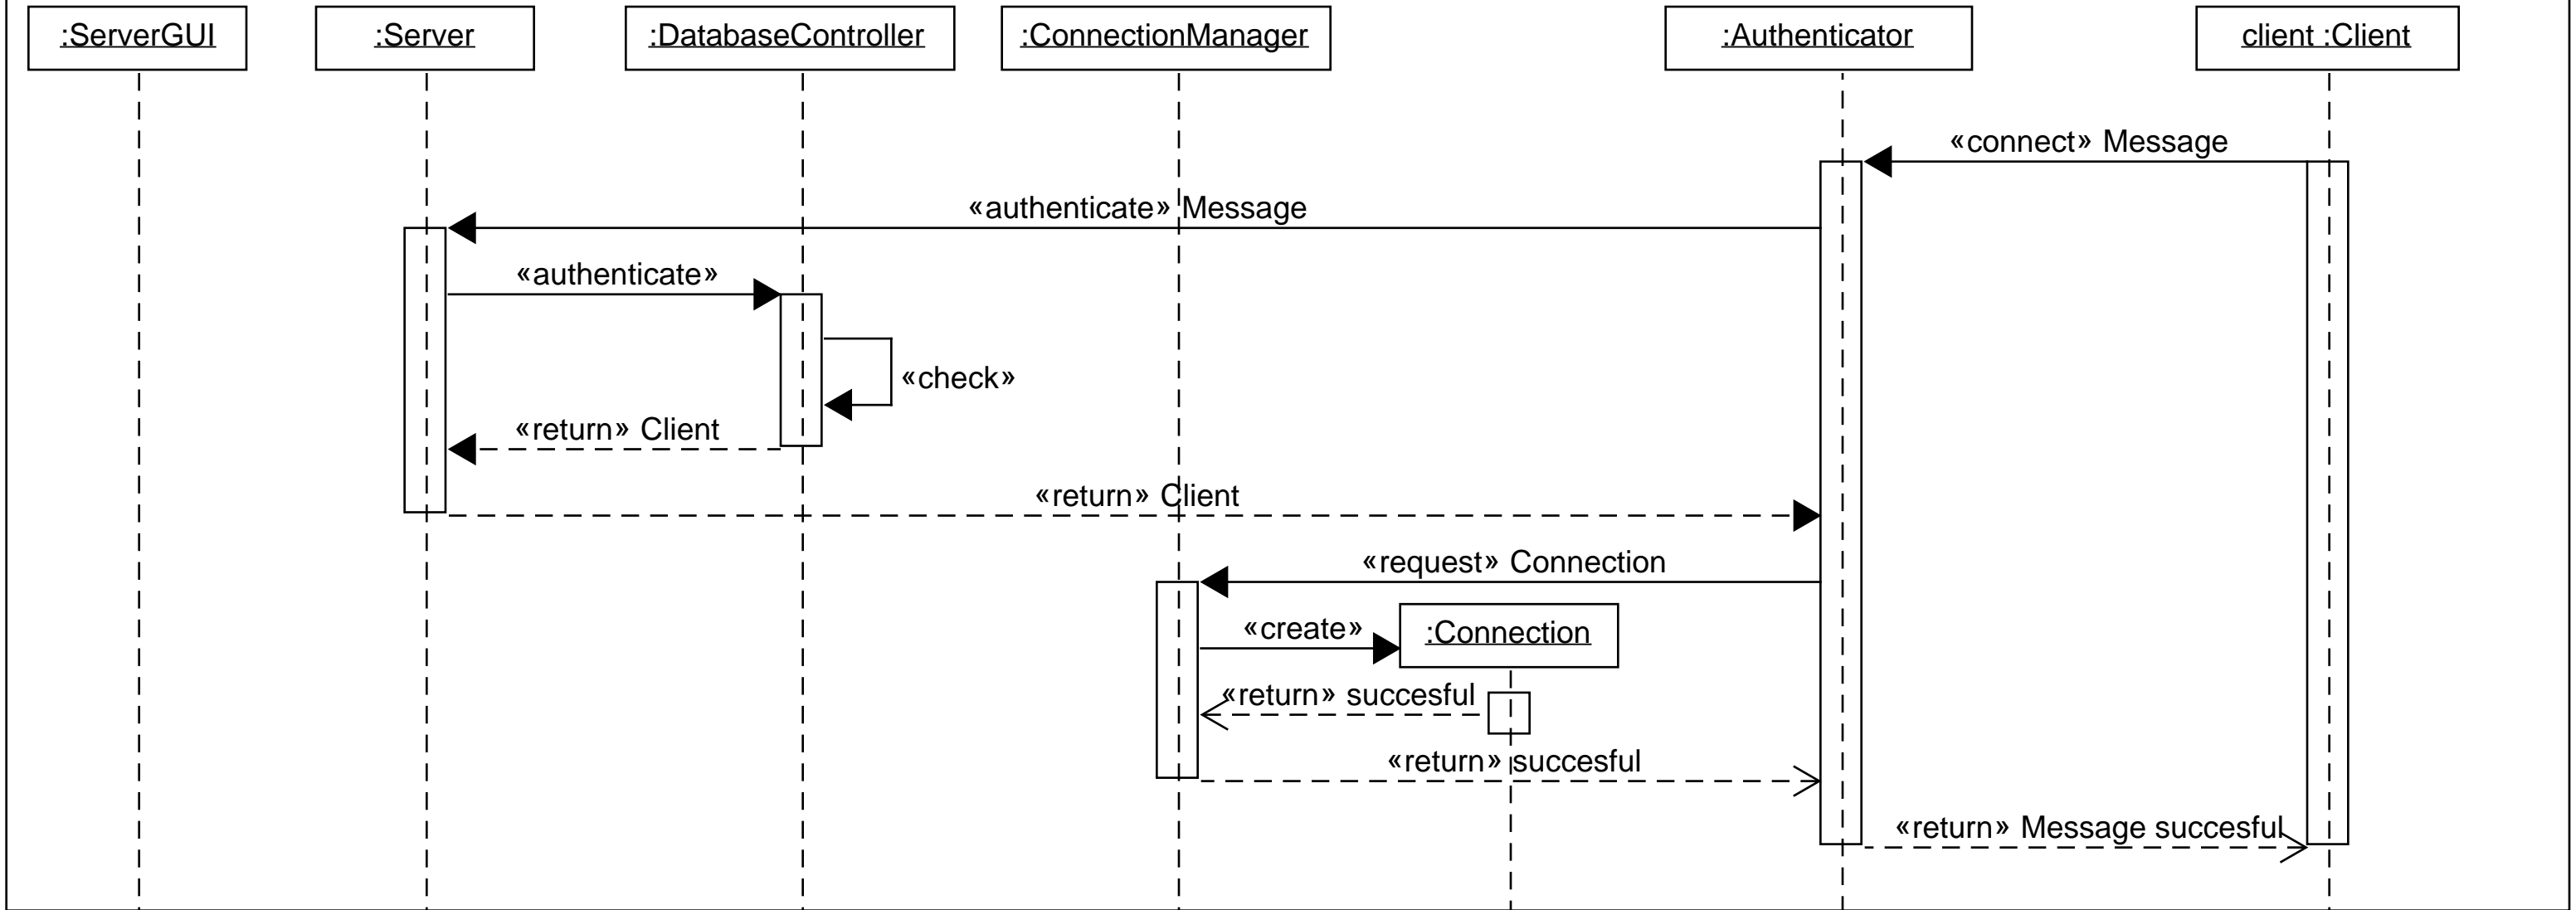 :ServerGUI
:Server
:DatabaseController
:ConnectionManager
:Authenticator
client :Client
«connect» Message
«authenticate» Message
«authenticate»
«check»
«return» Client
«return» Client
«request» Connection
«create»
:Connection
«return» succesful
«return» succesful
«return» Message succesful